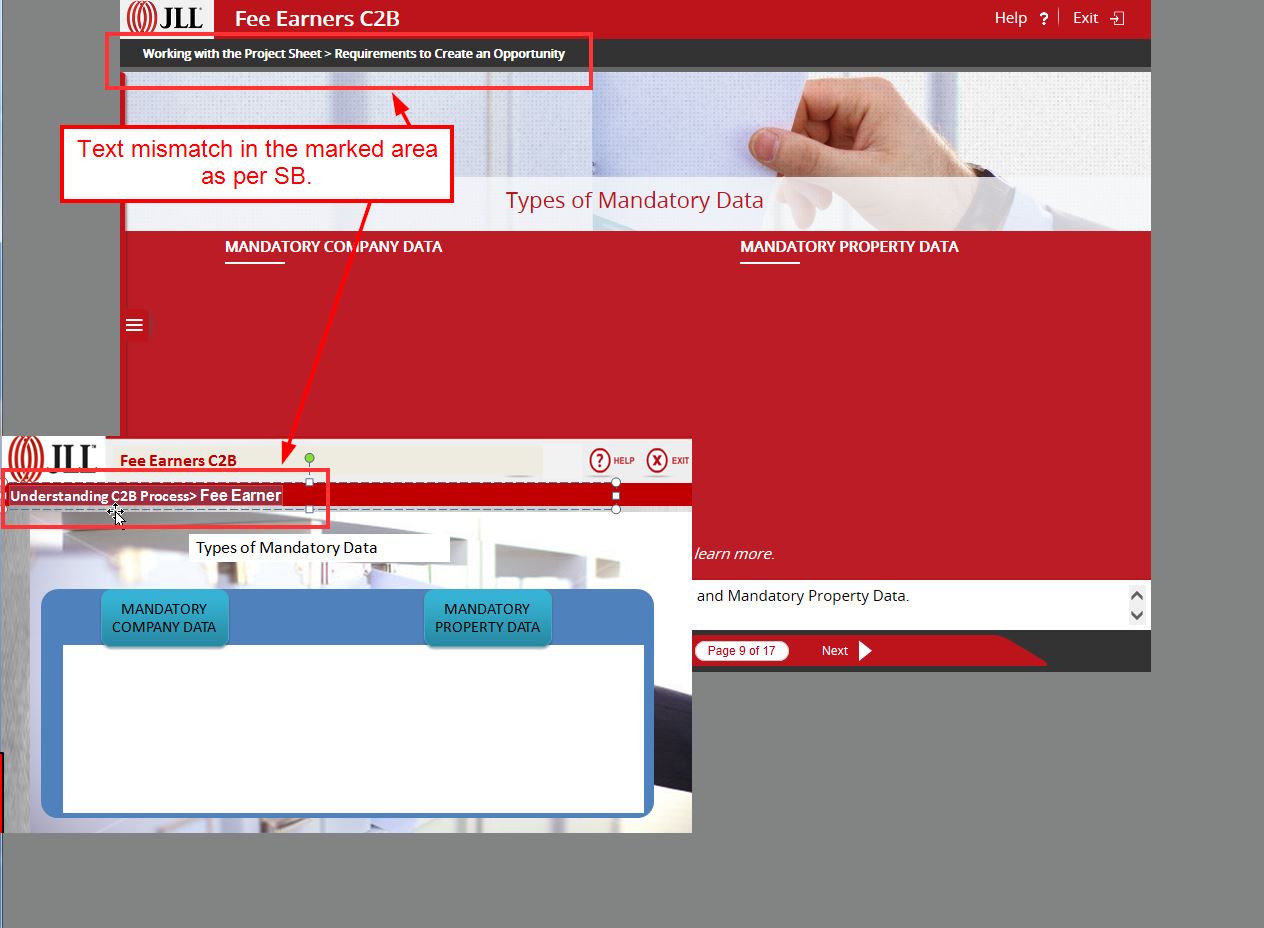 JLL
Fee Earners C2B
Help ?
Exit
Working with the Project Sheet > Requirements to Create an Opportunity
Text mismatch in the marked area
as per SB.
Types of Mandatory Data
MANDATORY COMPANY DATA
MANDATORY PROPERTY DATA
learn more.
and Mandatory Property Data.
Page 9 of 17
Next
JLL™
Fee Earners C2B
? HELP
X EXIT
Understanding C2B Process> Fee Earner
Types of Mandatory Data
MANDATORY
COMPANY DATA
MANDATORY
PROPERTY DATA